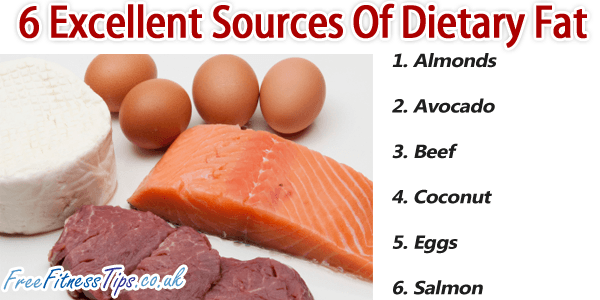 6 Excellent Sources Of Dietary Fat
1. Almonds
2. Avocado
3. Beef
4. Coconut
5. Eggs
6. Salmon
FreeFitnessTips.co.uk